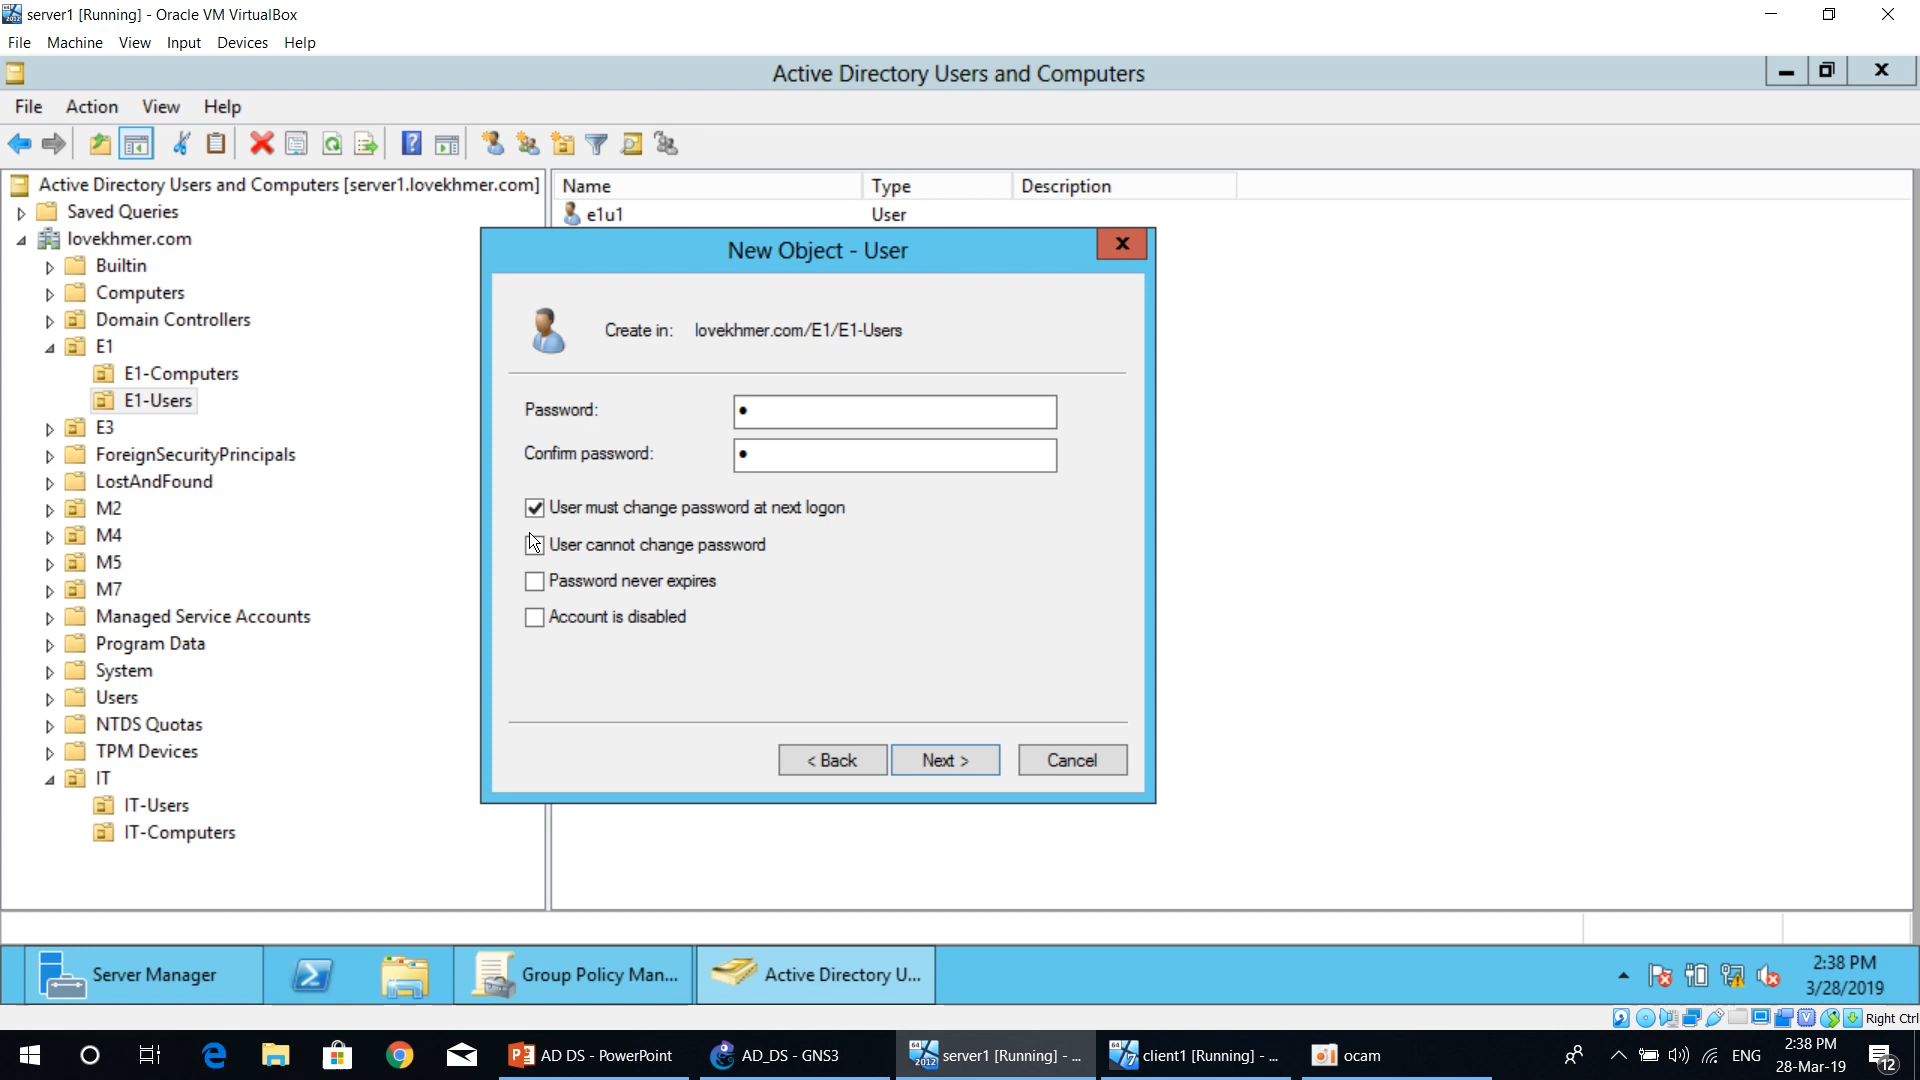 server1 [Running] - Oracle VM VirtualBox
File Machine View Input Devices Help
Active Directory Users and Computers
File Action View Help
Active Directory Users and Computers [server1.lovekhmer.com]
Saved Queries
lovekhmer.com
Builtin
Computers
Domain Controllers
E1
E1-Computers
E1-Users
E3
ForeignSecurityPrincipals
LostAndFound
M2
M4
M5
M7
Managed Service Accounts
Program Data
System
Users
NTDS Quotas
TPM Devices
IT
IT-Users
IT-Computers
Name Type Description
e1u1 User
New Object - User
Create in: lovekhmer.com/E1/E1-Users
Password:
Confirm password:
User must change password at next logon
User cannot change password
Password never expires
Account is disabled
< Back Next > Cancel
Server Manager
Group Policy Man...
Active Directory U...
2:38 PM
3/28/2019
Right Ctrl
AD DS - PowerPoint
AD_DS - GNS3
server1 [Running] - ...
client1 [Running] - ...
ocam
ENG
2:38 PM
28-Mar-19
12